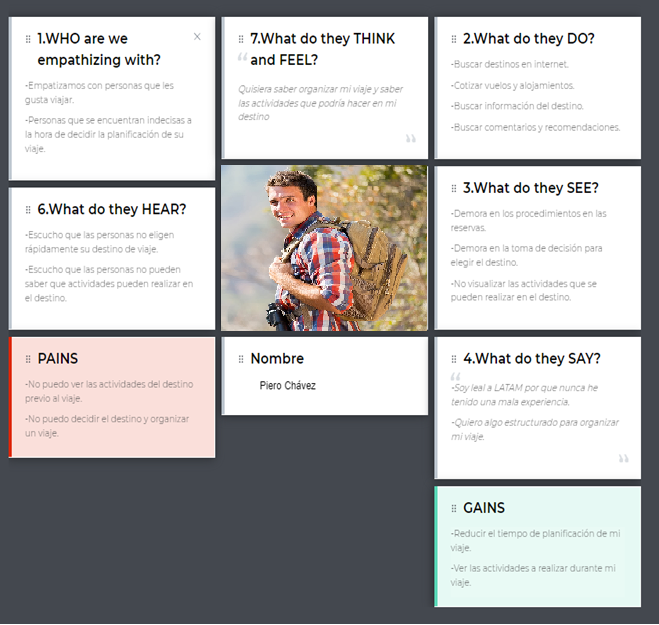 1.WHO are we
empathizing with?
-Empatizamos con personas que les
gusta viajar.
-Personas que se encuentran indecisas a
la hora de decidir la planificación de su
viaje.
7.What do they THINK
and FEEL?
Quisiera saber organizar mi viaje y saber
las actividades que podría hacer en mi
destino
2.What do they DO?
-Buscar destinos en internet.
-Cotizar vuelos y alojamientos.
-Buscar información del destino.
-Buscar comentarios y recomendaciones.
6.What do they HEAR?
-Escucho que las personas no eligen
rápidamente su destino de viaje.
-Escucho que las personas no pueden
saber que actividades pueden realizar en
el destino.
3.What do they SEE?
-Demora en los procedimientos en las
reservas.
-Demora en la toma de decisión para
elegir el destino.
-No visualizar las actividades que se
pueden realizar en el destino.
PAINS
-No puedo ver las actividades del destino
previo al viaje.
-No puedo decidir el destino y organizar
un viaje.
Nombre
Piero Chávez
4.What do they SAY?
-Soy leal a LATAM por que nunca he
tenido una mala experiencia.
-Quiero algo estructurado para organizar
mi viaje.
GAINS
-Reducir el tiempo de planificación de mi
viaje.
-Ver las actividades a realizar durante mi
viaje.